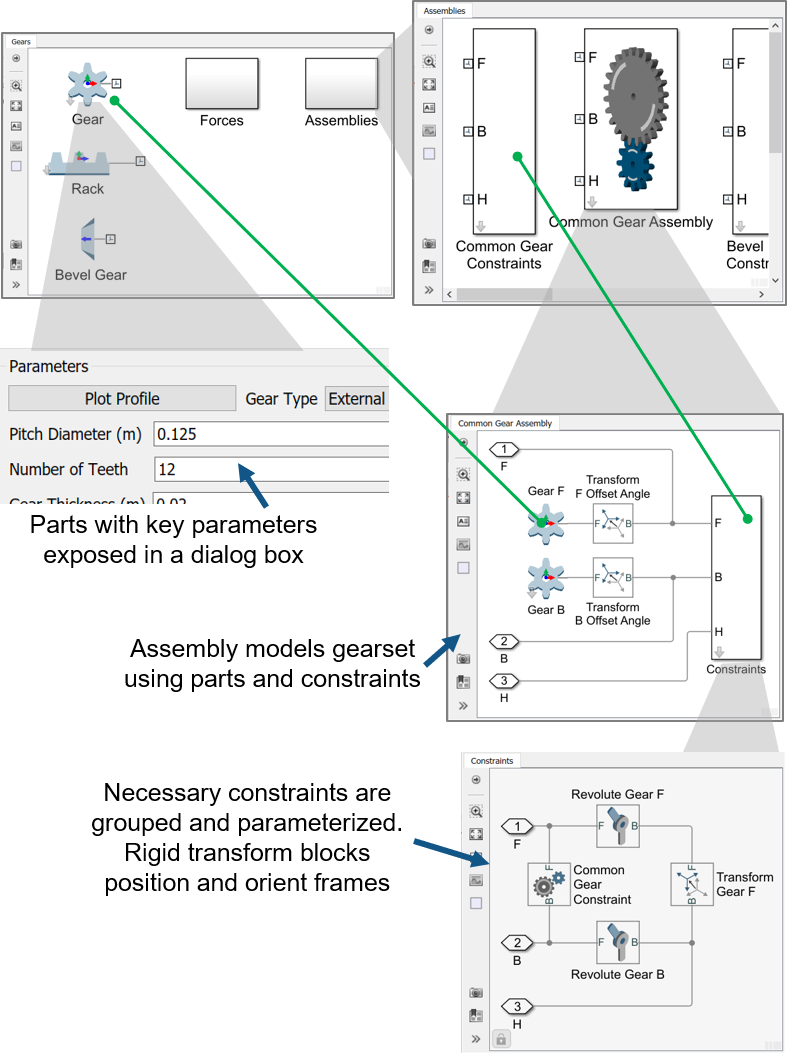 Gears
Gear
Forces
Assemblies
Rack
Bevel Gear
Assemblies
F
B
H
Common Gear
Constraints
F
B
H
Common Gear Assembly
Bevel
Constr
Parameters
Plot Profile
Gear Type
External
Pitch Diameter (m)
0.125
Number of Teeth
12
Gear Thickness (m)
0.02
Parts with key parameters
exposed in a dialog box
Common Gear Assembly
1
F
Gear F
Transform
F Offset Angle
F
B
F
Gear B
F
B
Transform
B Offset Angle
B
2
B
H
3
H
Constraints
Assembly models gearset
using parts and constraints
Constraints
Revolute Gear F
1
F
F
B
F
B
Common
Gear
Constraint
F
B
Transform
Gear F
2
B
F
B
Revolute Gear B
3
H
Necessary constraints are
grouped and parameterized.
Rigid transform blocks
position and orient frames